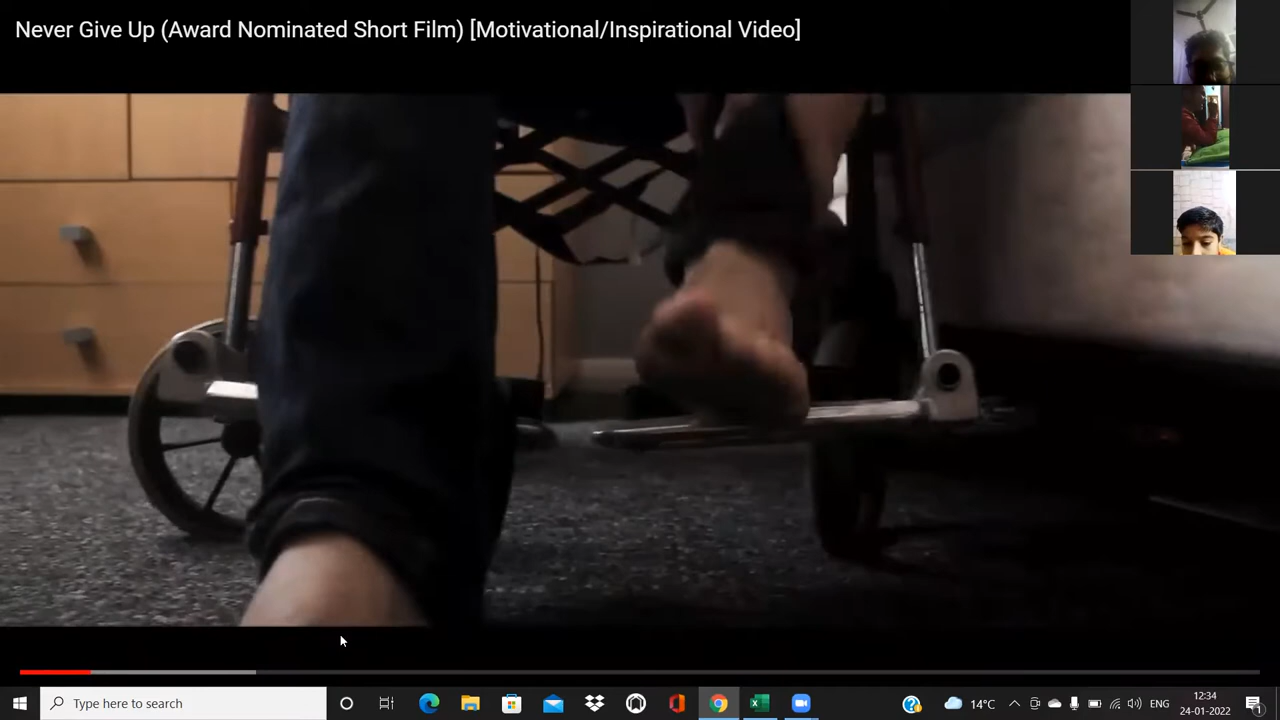 Never Give Up (Award Nominated Short Film) [Motivational/Inspirational Video]
Type here to search
14°C
ENG
12:34
24-01-2022